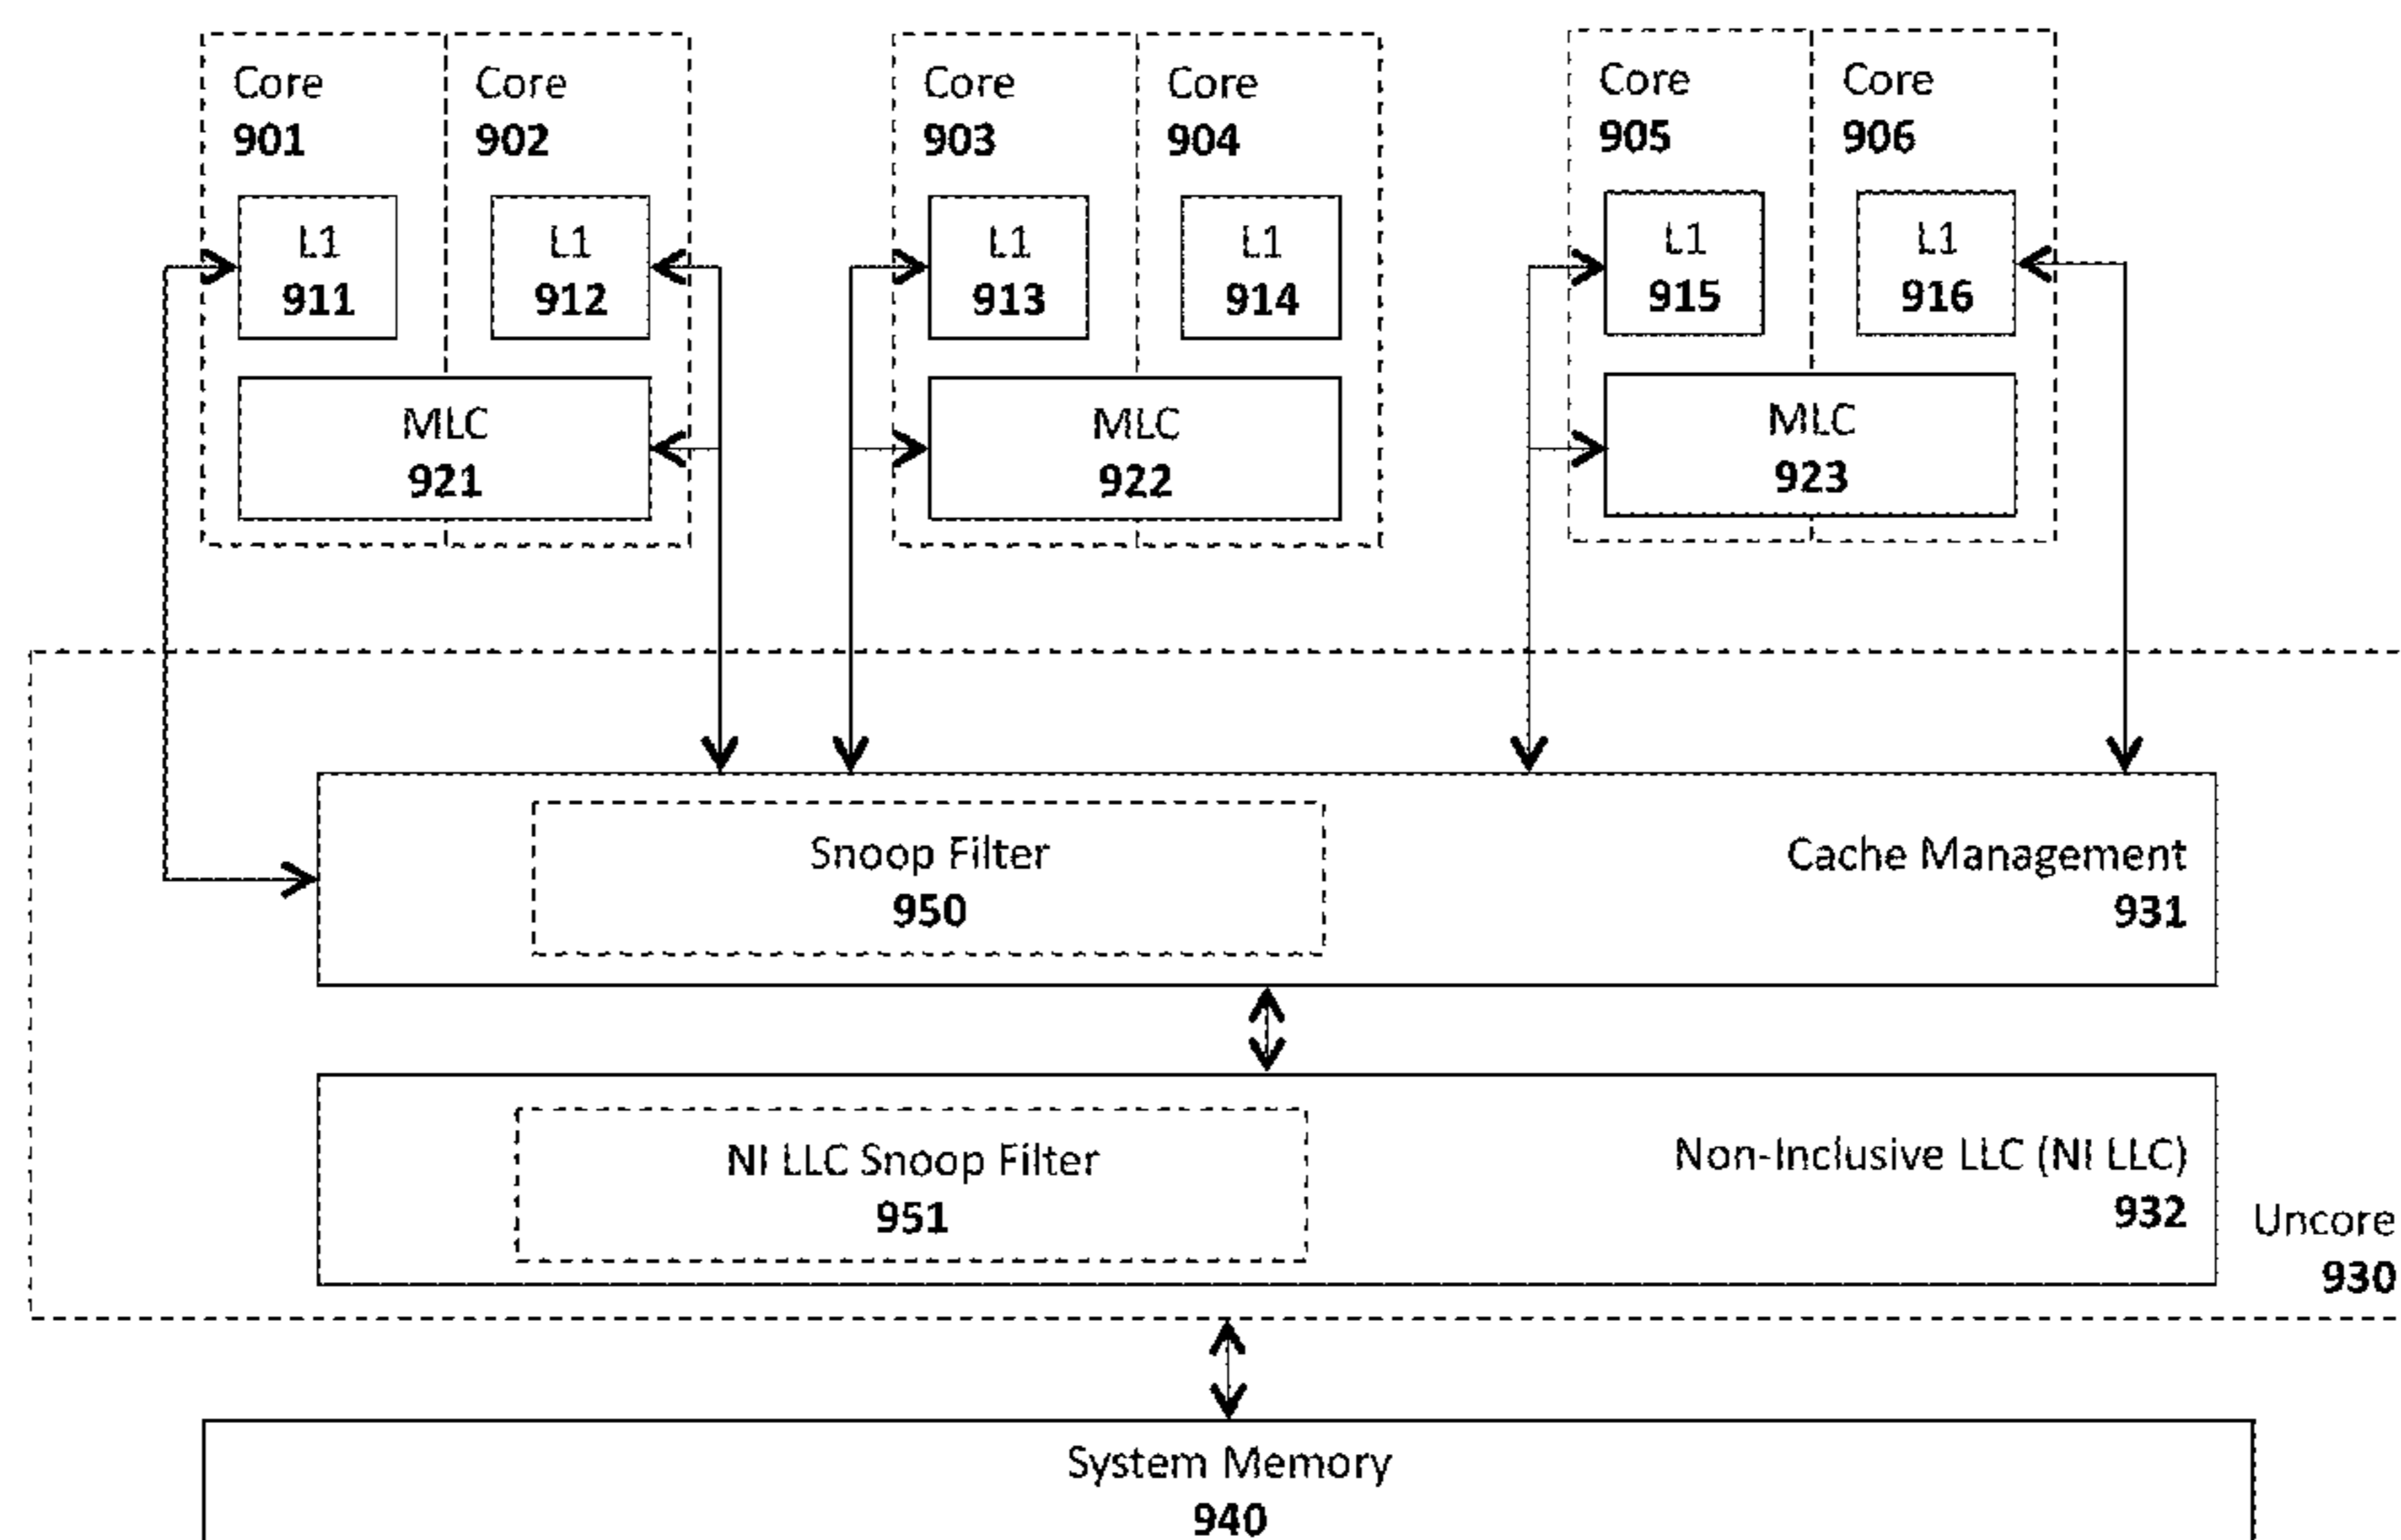 Core
901
Core
902
Core
903
Core
904
Core
905
Core
906
L1
911
L1
912
L1
913
L1
914
L1
915
L1
916
MLC
921
MLC
922
MLC
923
Snoop Filter
950
Cache Management
931
NI LLC Snoop Filter
951
Non-Inclusive LLC (NI LLC)
932
Uncore
930
System Memory
940